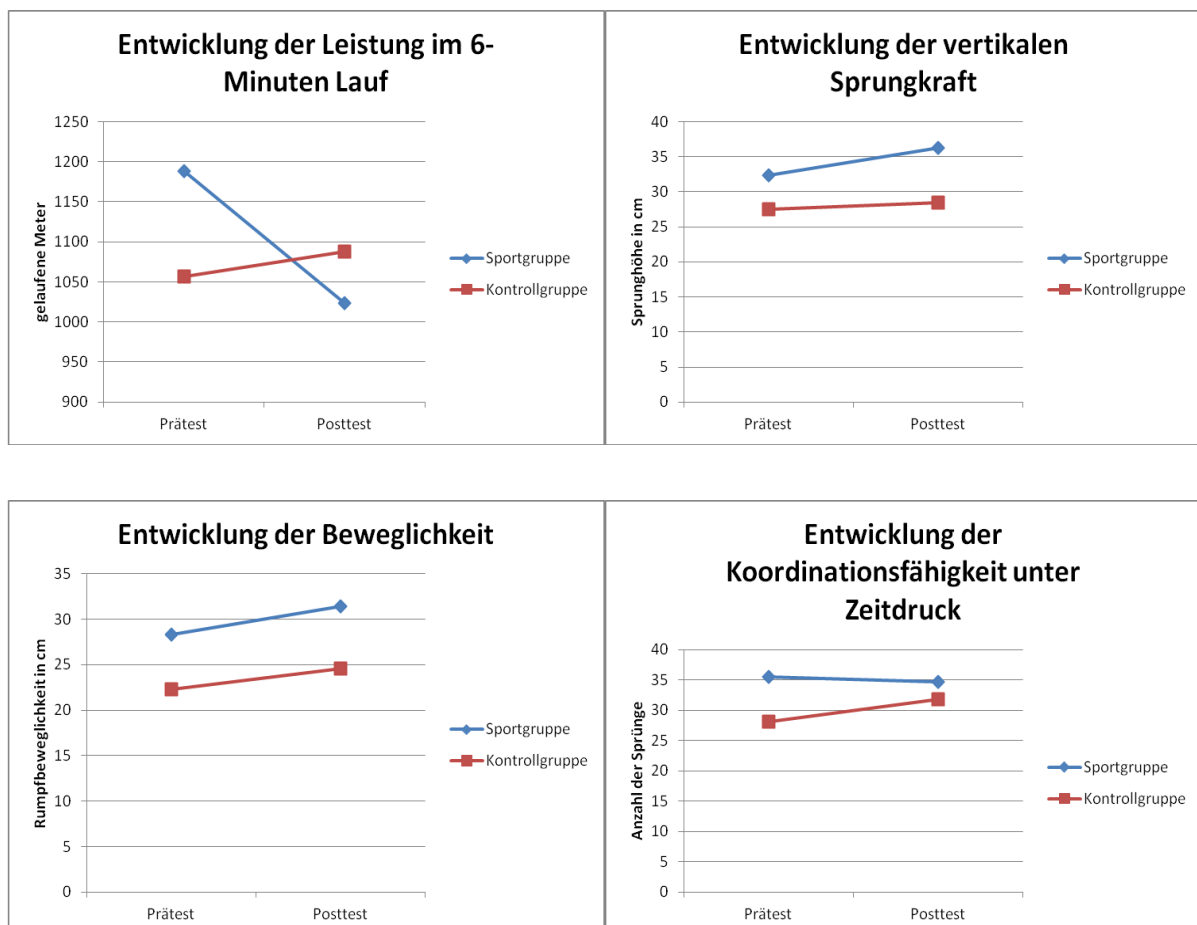 Entwicklung der Leistung im 6-
Minuten Lauf
gelaufene Meter
1250
1200
1150
1100
1050
1000
950
900
Prätest
Posttest
Sportgruppe
Kontrollgruppe
Entwicklung der vertikalen
Sprungkraft
Sprunghöhe in cm
40
35
30
25
20
15
10
5
0
Prätest
Posttest
Sportgruppe
Kontrollgruppe
Entwicklung der Beweglichkeit
Rumpfbeweglichkeit in cm
35
30
25
20
15
10
5
0
Prätest
Posttest
Sportgruppe
Kontrollgruppe
Entwicklung der
Koordinationsfähigkeit unter
Zeitdruck
Anzahl der Sprünge
40
35
30
25
20
15
10
5
0
Prätest
Posttest
Sportgruppe
Kontrollgruppe